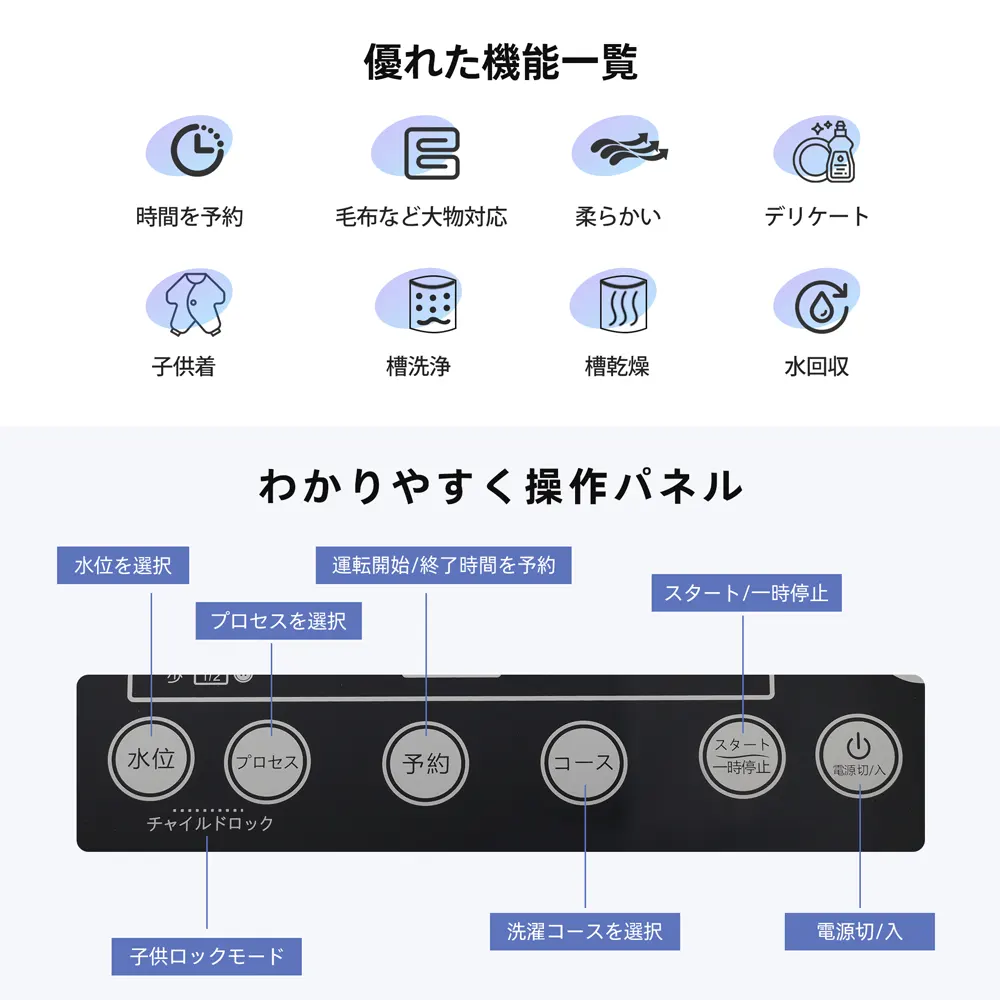 優れた機能一覧
時間を予約
毛布など大物対応
柔らかい
デリケート
子供着
槽洗浄
槽乾燥
水回収
わかりやすく操作パネル
水位を選択
運転開始/終了時間を予約
スタート/一時停止
プロセスを選択
1/2
水位
プロセス
予約
コース
スタート
一時停止
電源切/入
チャイルドロック
洗濯コースを選択
電源切/入
子供ロックモード